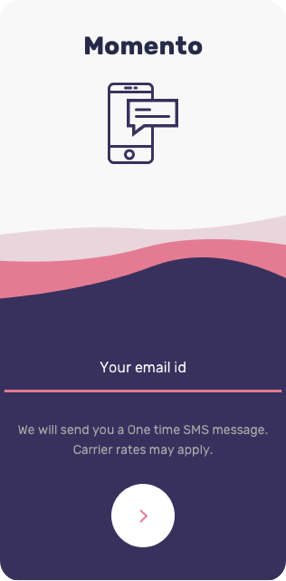 Momento
Your email id
We will send you a One time SMS message.
Carrier rates may apply.